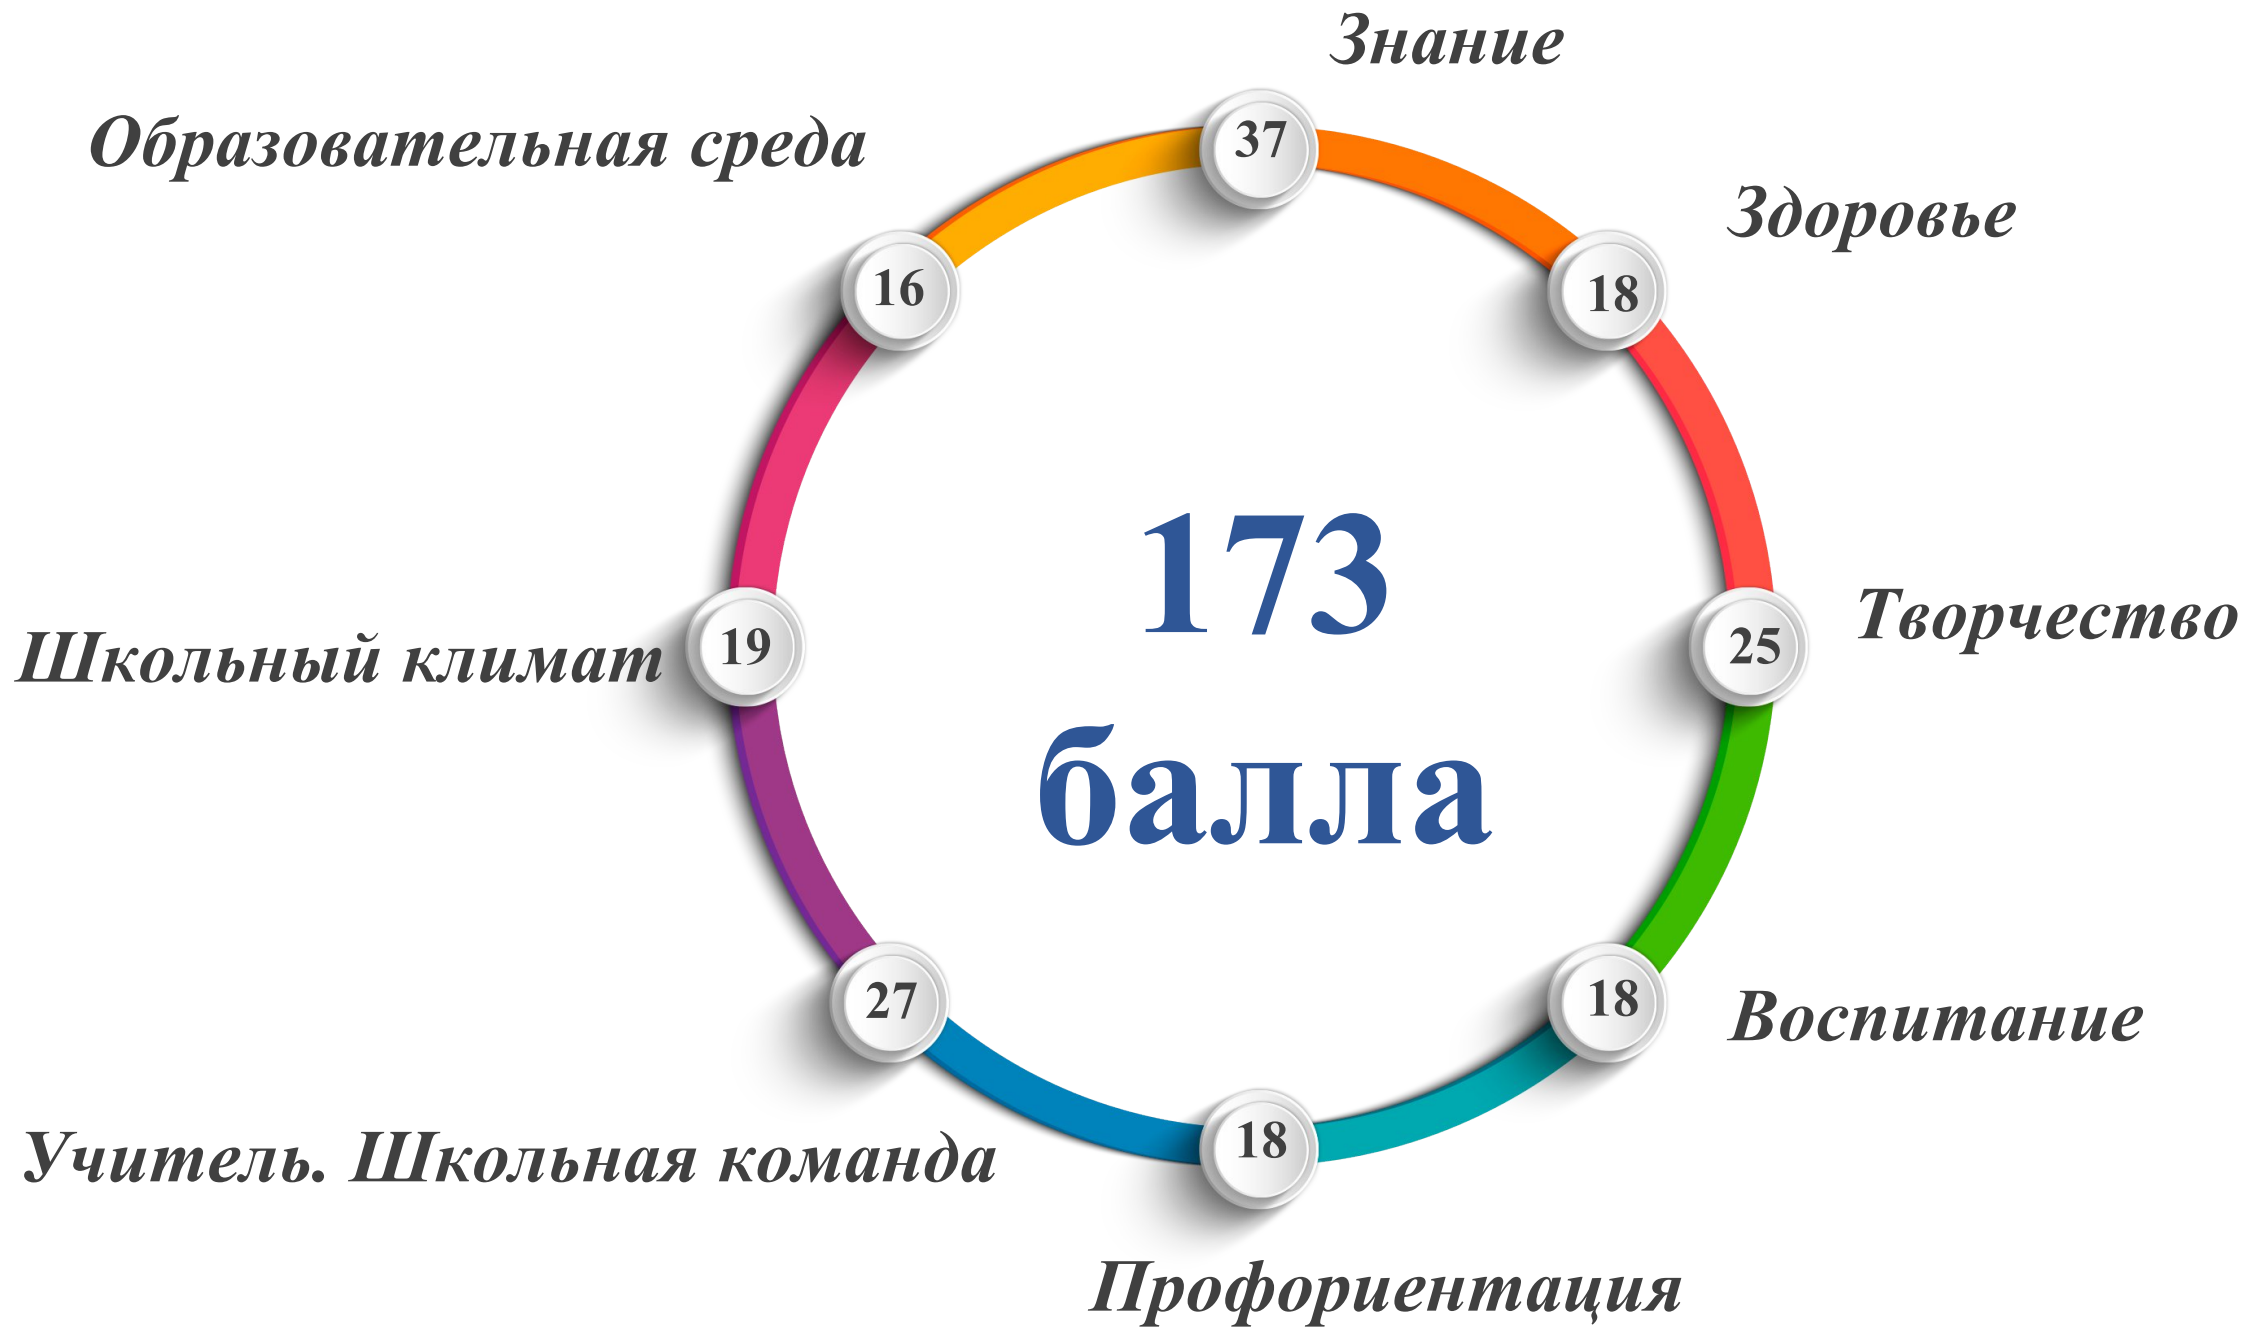 Знание
37
Здоровье
18
Творчество
25
Воспитание
18
Профориентация
18
Учитель. Школьная команда
27
Школьный климат
19
Образовательная среда
16
173
балла